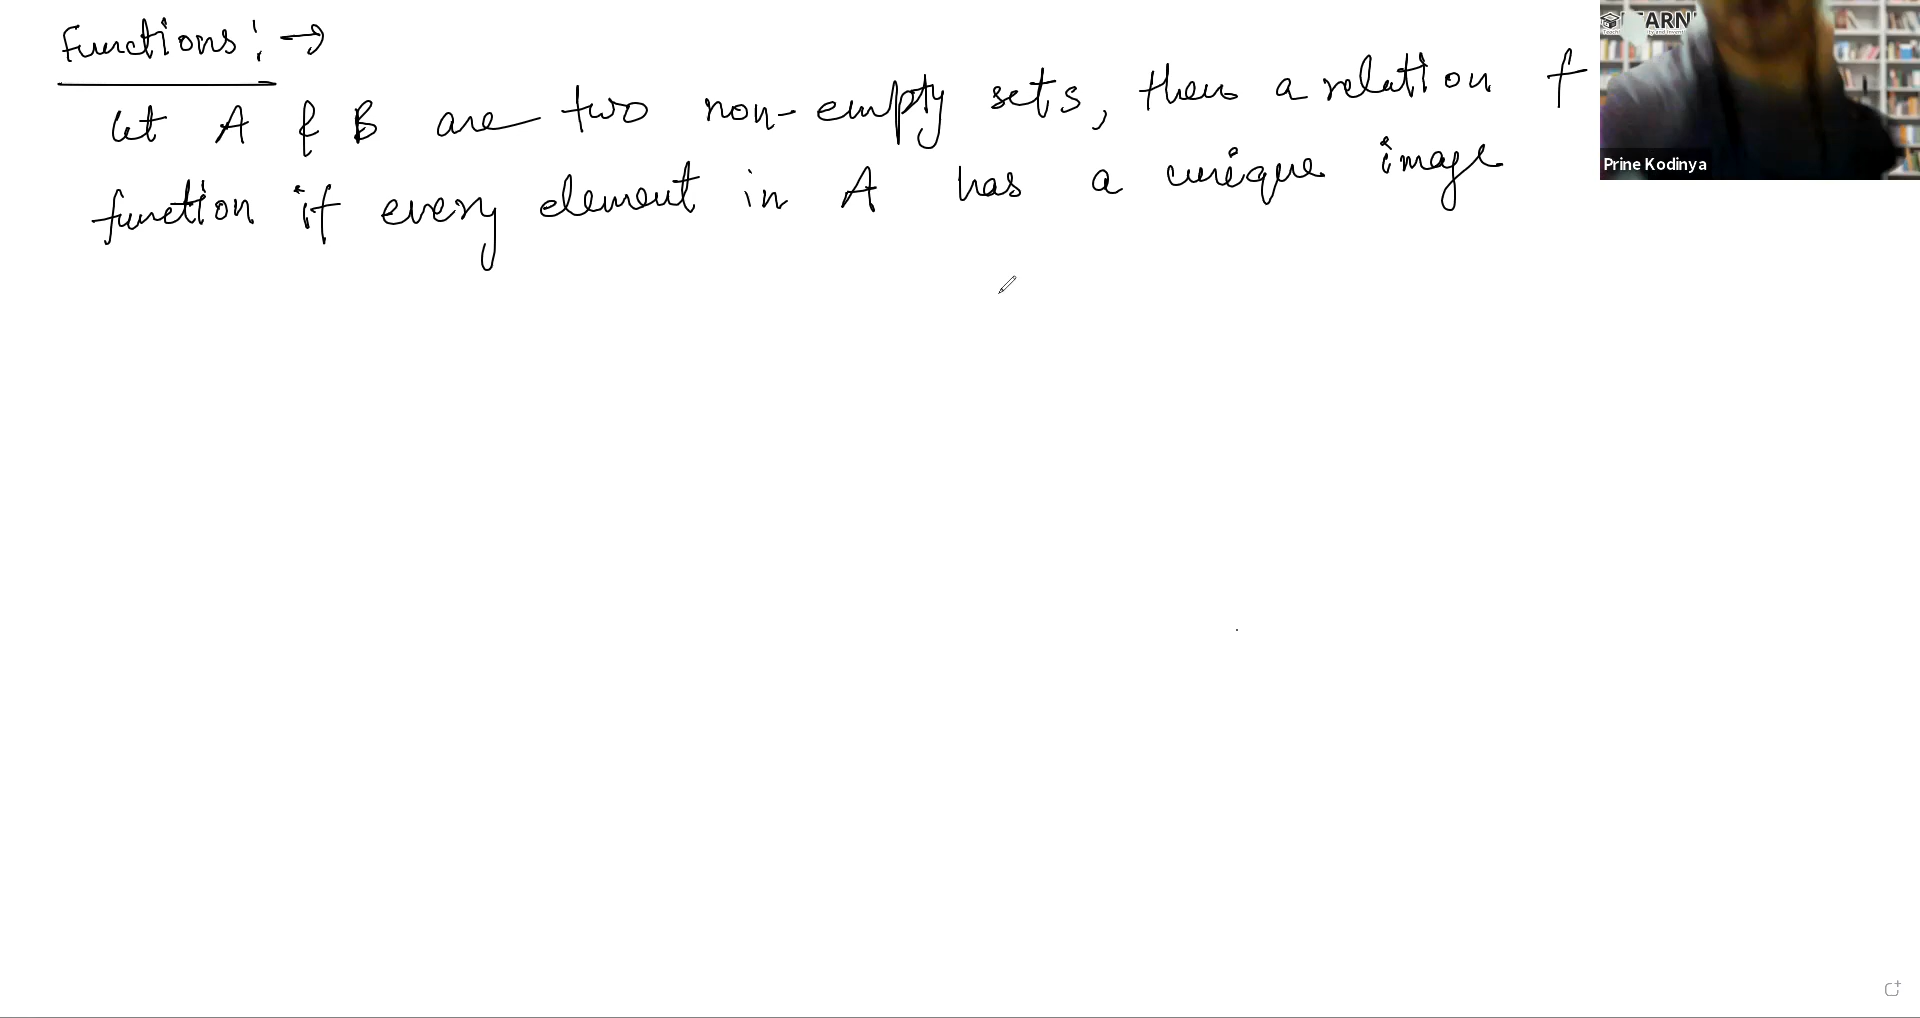 Functions : →
let A & B are two non-empty sets, then a relation f
function if every element in A has a unique image
ARN
Prine Kodinya